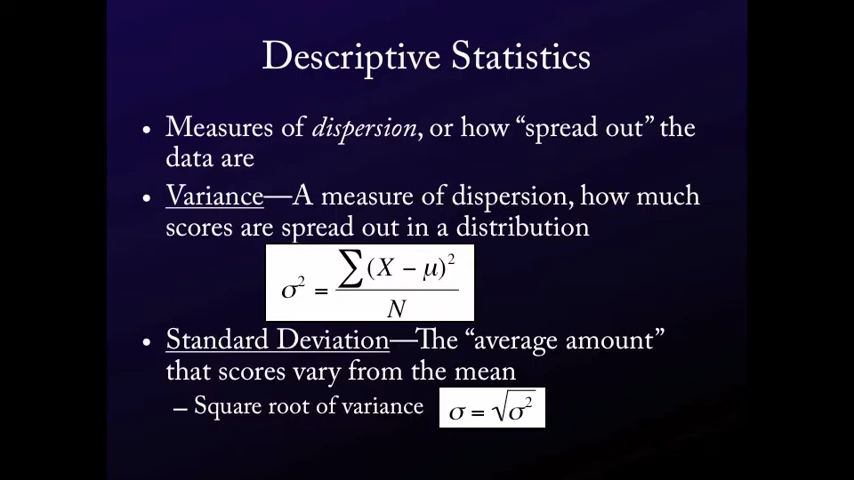 Descriptive Statistics
• Measures of dispersion, or how “spread out” the
data are
• Variance—A measure of dispersion, how much
scores are spread out in a distribution
σ² = ∑(X − μ)² / N
• Standard Deviation—The “average amount”
that scores vary from the mean
– Square root of variance σ = √σ²